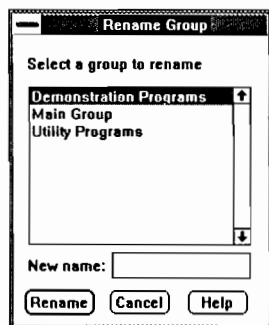 Rename Group
Select a group to rename
Demonstration Programs
Main Group
Utility Programs
New name:
Rename Cancel Help